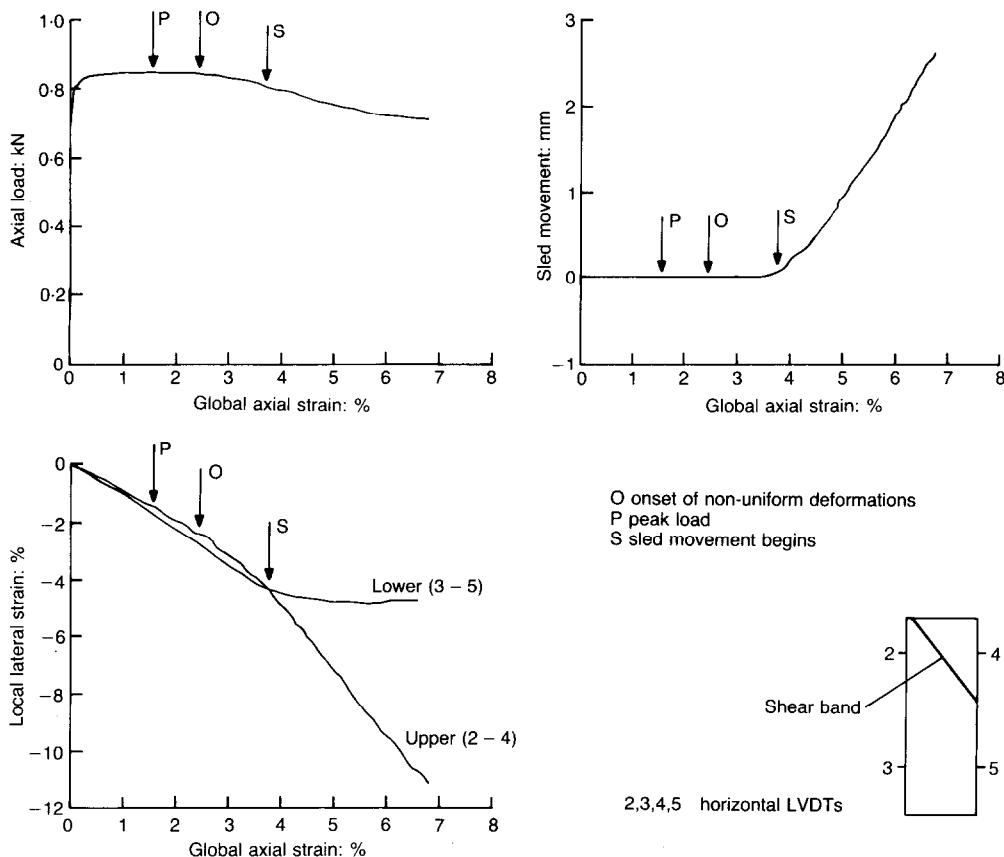 1·0
0·8
0·6
0·4
0·2
0
Axial load: kN
P
O
S
0 1 2 3 4 5 6 7 8
Global axial strain: %
3
2
1
0
−1
Sled movement: mm
P
O
S
0 1 2 3 4 5 6 7 8
Global axial strain: %
0
−2
−4
−6
−8
−10
−12
Local lateral strain: %
P
O
S
Lower (3 – 5)
Upper (2 – 4)
0 1 2 3 4 5 6 7 8
Global axial strain: %
O onset of non-uniform deformations
P peak load
S sled movement begins
2
4
Shear band
3
5
2,3,4,5 horizontal LVDTs